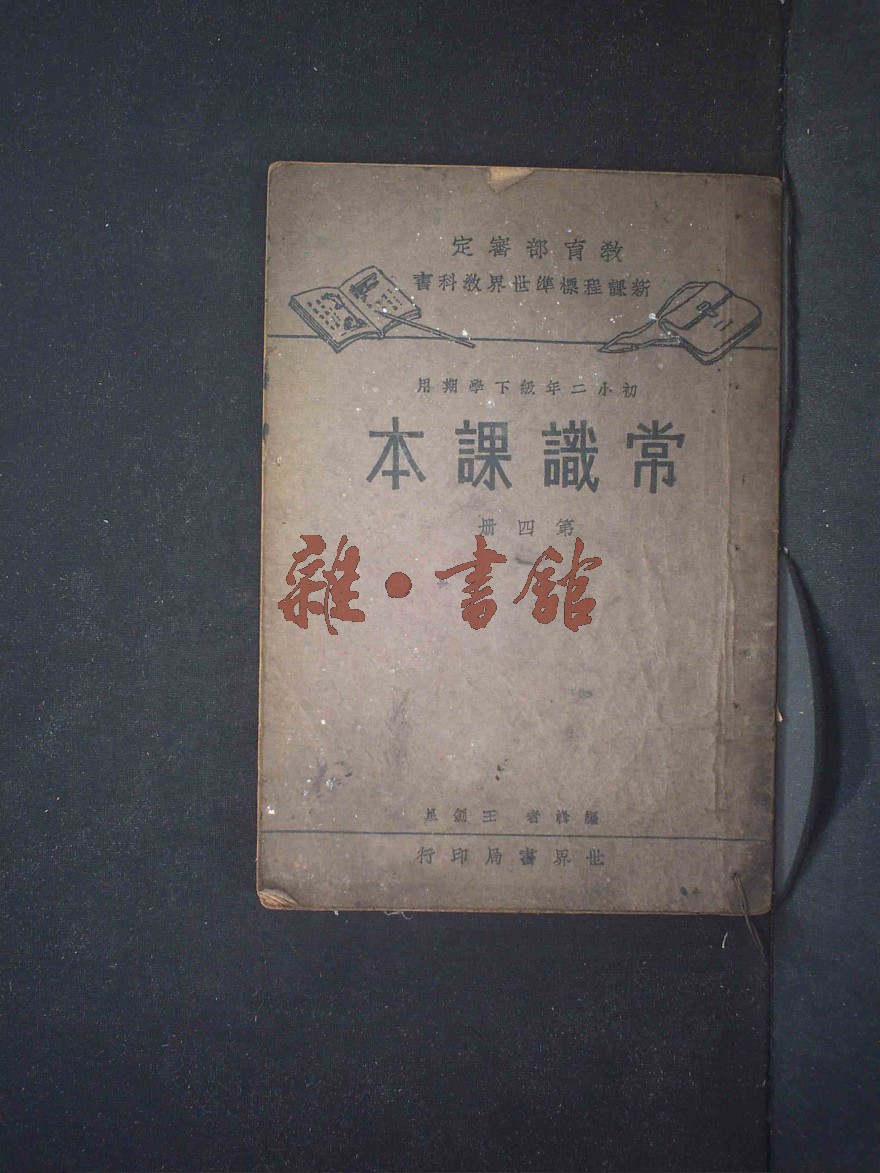 教育部審定
新課程標準世界教科書
初小二年級下學期用
常識課本
第四册
雜·書館
編輯者 王劍星
世界書局印行